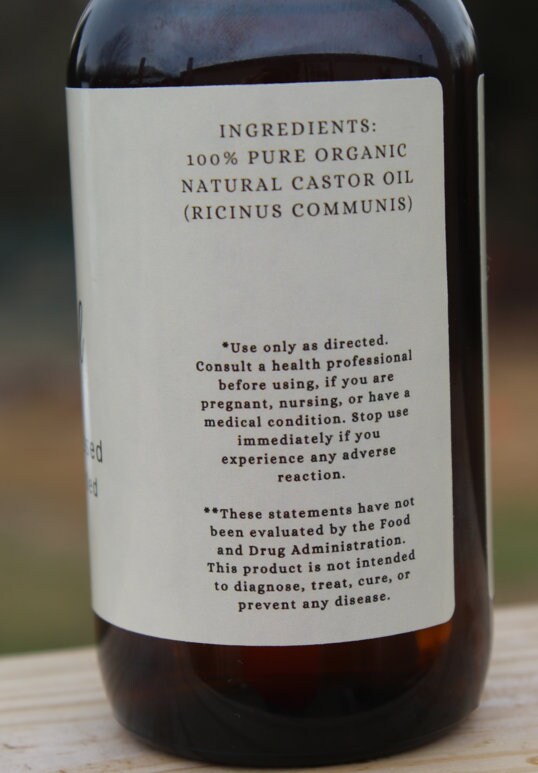 INGREDIENTS:
100% PURE ORGANIC
NATURAL CASTOR OIL
(RICINUS COMMUNIS)
*Use only as directed.
Consult a health professional
before using, if you are
pregnant, nursing, or have a
medical condition. Stop use
immediately if you
experience any adverse
reaction.
**These statements have not
been evaluated by the Food
and Drug Administration.
This product is not intended
to diagnose, treat, cure, or
prevent any disease.